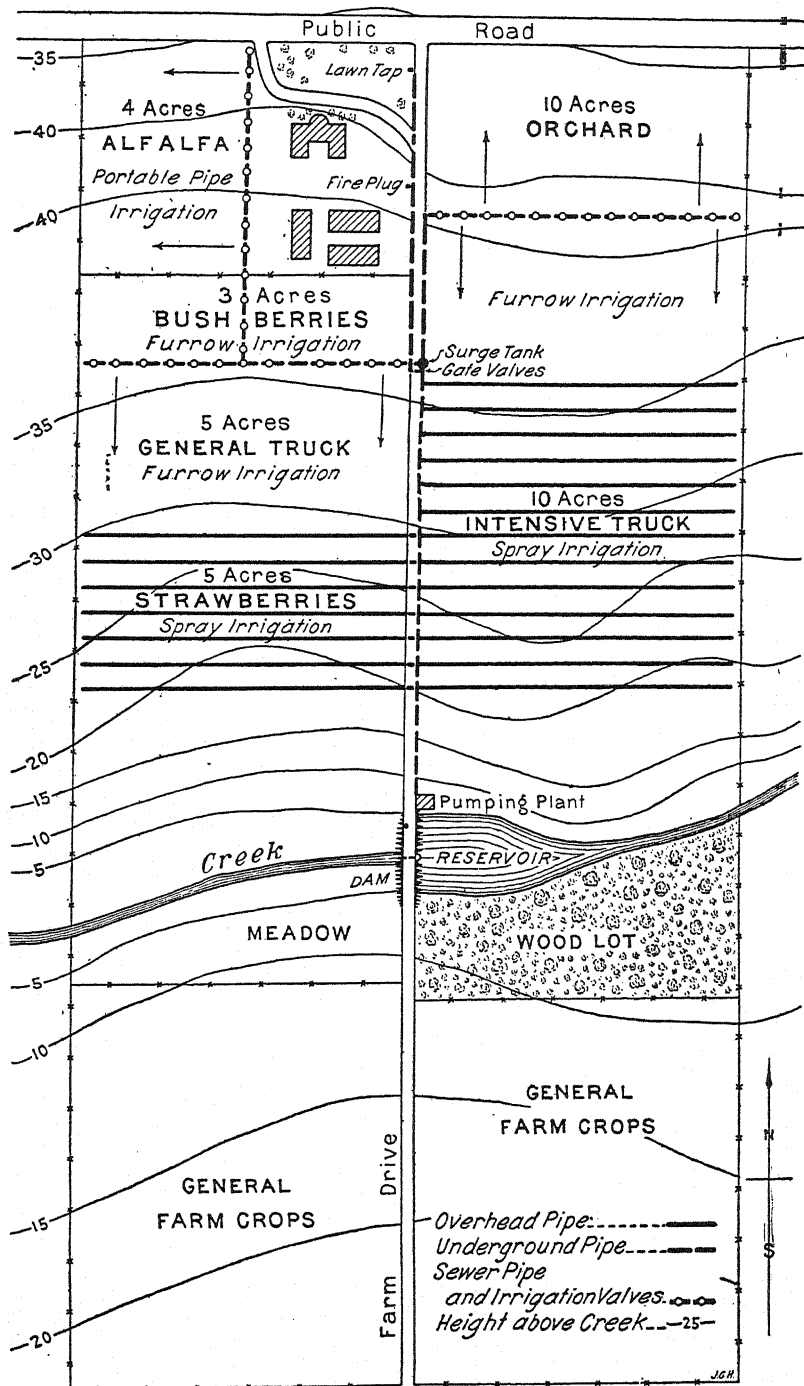 Public Road
-35
Lawn Tap
4 Acres
ALFALFA
Portable Pipe
Irrigation
-40
-40
10 Acres
ORCHARD
Fire Plug
3 Acres
BUSH BERRIES
Furrow Irrigation
Furrow Irrigation
Surge Tank
Gate Valves
-35
5 Acres
GENERAL TRUCK
Furrow Irrigation
10 Acres
INTENSIVE TRUCK
Spray Irrigation
-30
5 Acres
STRAWBERRIES
Spray Irrigation
-25
-20
-15
-10
-5
Pumping Plant
Creek
RESERVOIR
DAM
MEADOW
WOOD LOT
-5
-10
GENERAL
FARM CROPS
GENERAL
FARM CROPS
-15
-20
Farm Drive
N
S
Overhead Pipe
Underground Pipe
Sewer Pipe
and Irrigation Valves
Height above Creek -25-
J.G.H.